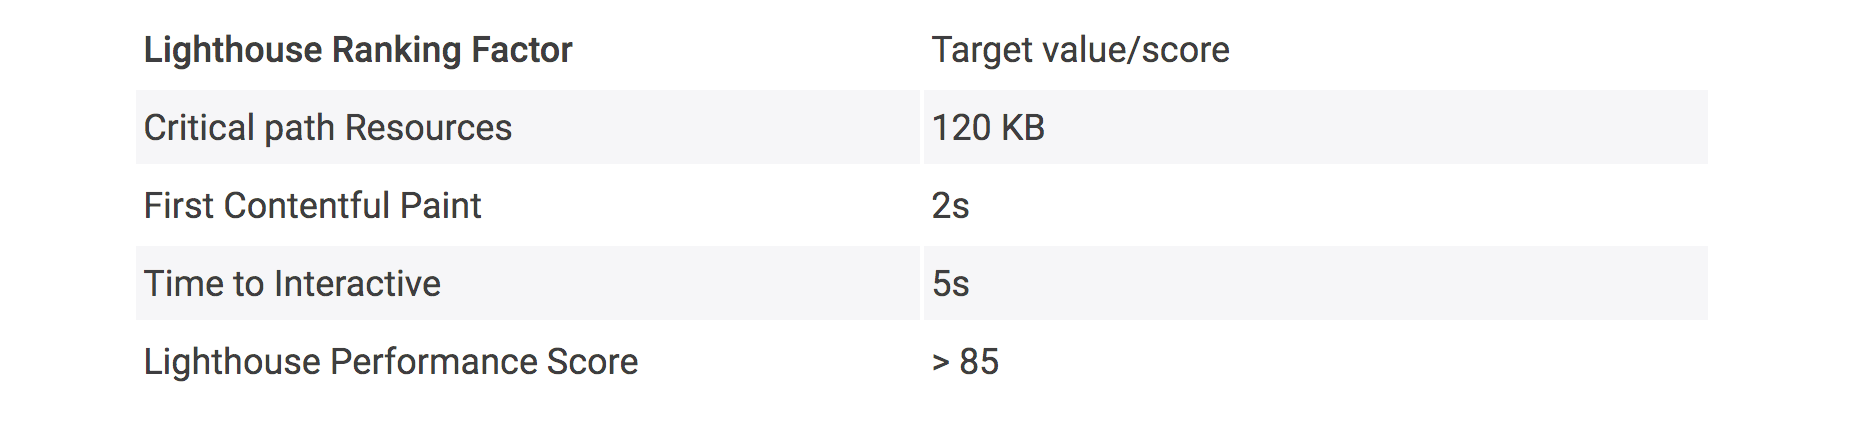 Lighthouse Ranking Factor Target value/score
Critical path Resources 120 KB
First Contentful Paint 2s
Time to Interactive 5s
Lighthouse Performance Score > 85